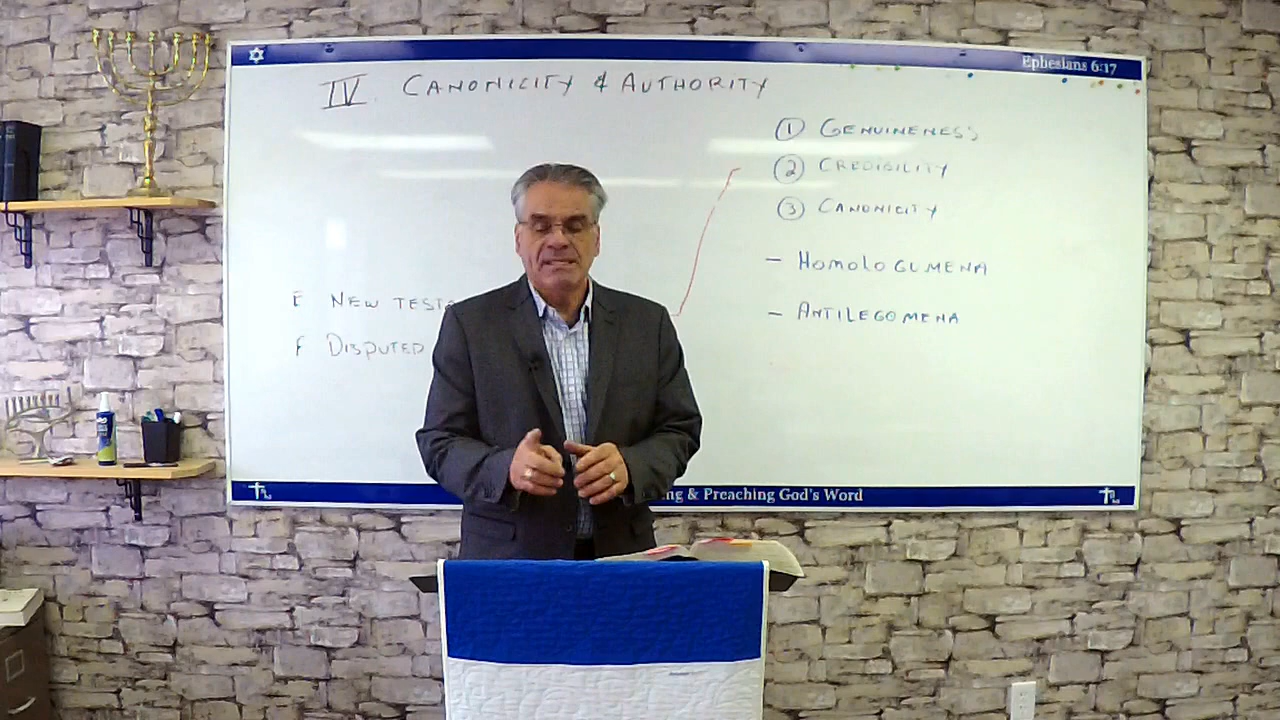 Ephesians 6:17
IV. CANONICITY & AUTHORITY
① GENUINENESS
② CREDIBILITY
③ CANONICITY
– HOMOLOGUMENA
– ANTILEGOMENA
E NEW TEST
F DISPUTED
& Preaching God's Word